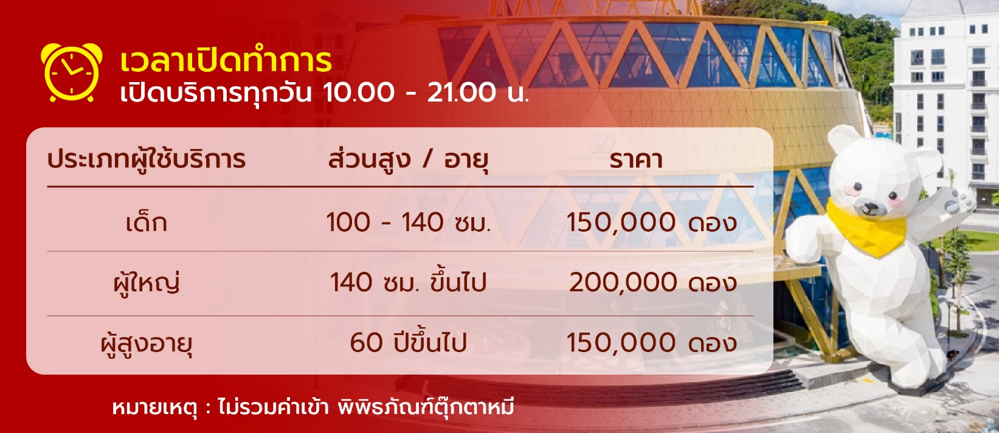 เวลาเปิดทำการ
เปิดบริการทุกวัน 10.00 - 21.00 น.
ประเภทผู้ใช้บริการ ส่วนสูง / อายุ ราคา
เด็ก 100 - 140 ซม. 150,000 ดอง
ผู้ใหญ่ 140 ซม. ขึ้นไป 200,000 ดอง
ผู้สูงอายุ 60 ปีขึ้นไป 150,000 ดอง
หมายเหตุ : ไม่รวมค่าเข้า พิพิธภัณฑ์ตุ๊กตาหมี